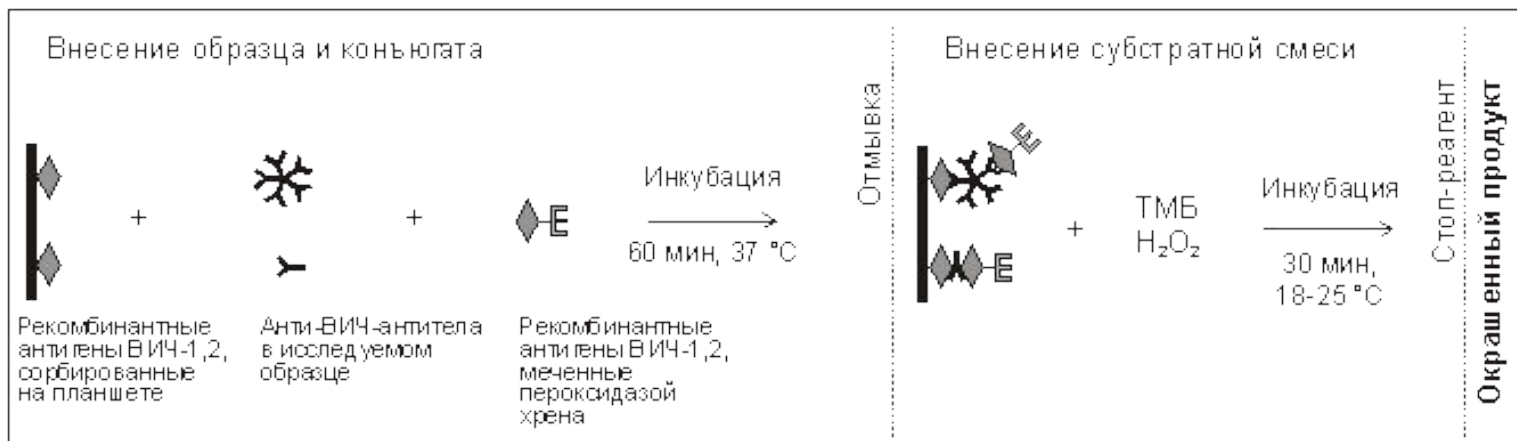 Внесение образца и конъюгата
Внесение субстратной смеси
Отмывка
Стоп-реагент
Окрашенный продукт
E
+
+
E
Инкубация
60 мин, 37 °C
E
+
ТМБ
H₂O₂
Инкубация
30 мин,
18-25 °C
Рекомбинантные
антигены ВИЧ-1,2,
сорбированные
на планшете
Анти-ВИЧ-антитела
в исследуемом
образце
Рекомбинантные
антигены ВИЧ-1,2,
меченные
пероксидазой
хрена